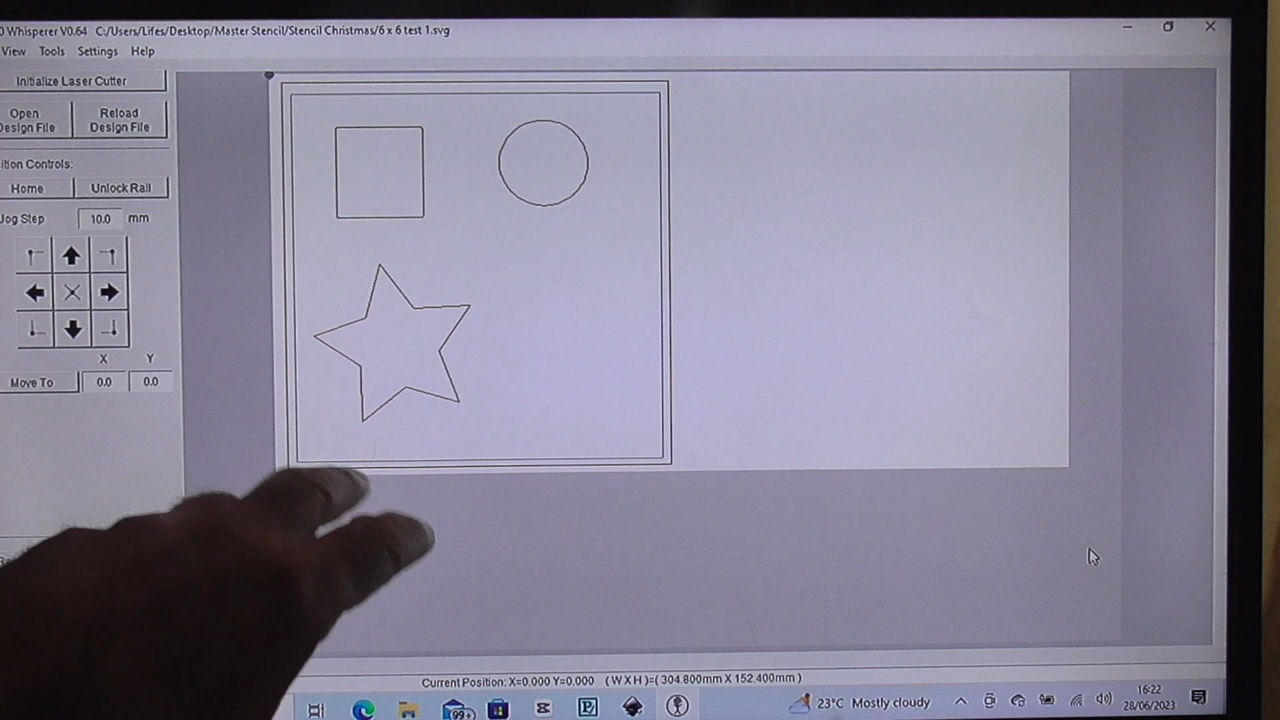 Whisperer V0.64 C:/Users/Lifes/Desktop/Master Stencil/Stencil Christmas/6 x 6 test 1.svg
View Tools Settings Help
Initialize Laser Cutter
Open Reload
Design File Design File
ition Controls:
Home Unlock Rail
Jog Step 10.0 mm
X Y
Move To 0.0 0.0
Current Position: X=0.000 Y=0.000 ( W X H )=( 304.800mm X 152.400mm )
99+
23°C Mostly cloudy
16:22
28/06/2023